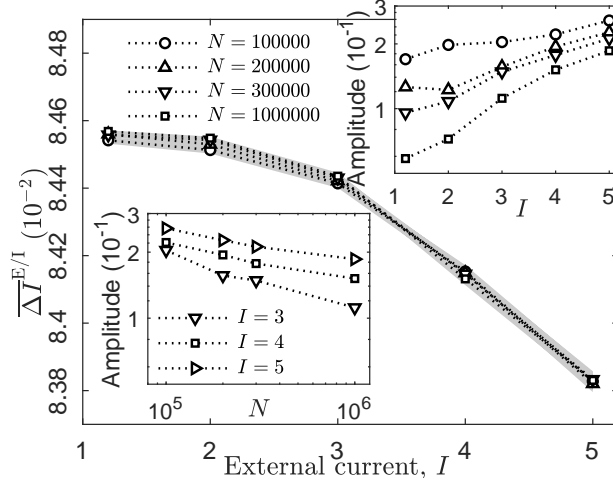 8.48
8.46
8.44
8.42
8.4
8.38
$\overline{\Delta I}^{\mathrm{E/I}} (10^{-2})$
1 2 3 4 5
External current, I
N = 100000
N = 200000
N = 300000
N = 1000000
Amplitude (10^{-1})
3
2
1
1 2 3 4 5
I
Amplitude (10^{-1})
3
2
1
I = 3
I = 4
I = 5
10^5 N 10^6